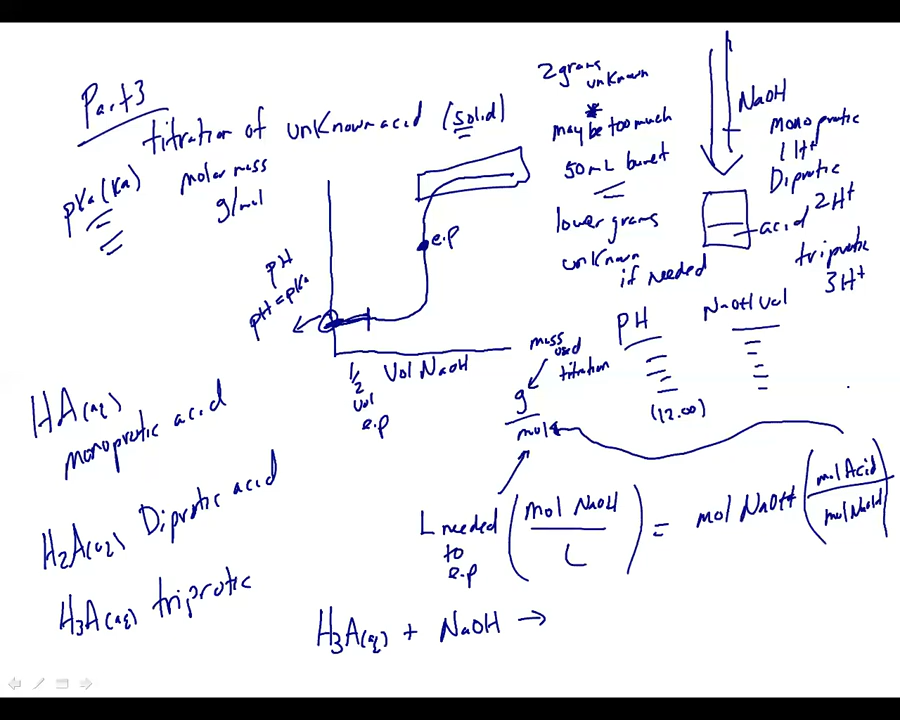 Part 3
titration of unknown acid (solid)
pKa (Ka)
molar mass
g/mol
2 grams
unknown
*
may be too much
50 mL buret
lower grams
unknown
if needed
NaOH
mono protic
1 H+
Diprotic
2H+
acid
triprotic
3H+
e.p
pH
pH = pKa
1/2
vol
e.p
Vol NaOH
mass
used
titration
g
mol
pH
(12.00)
NaOH vol
HA(aq)
monoprotic acid
H2A(aq) Diprotic acid
H3A(aq) triprotic
L needed
to
e.p
(mol NaOH / L) = mol NaOH (mol Acid / mol NaOH)
H3A(aq) + NaOH →